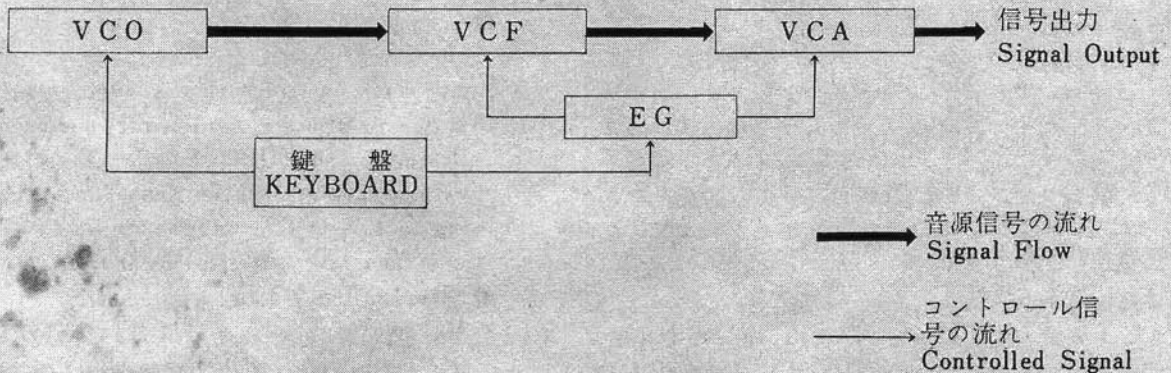 VCO
VCF
VCA
信号出力
Signal Output
EG
鍵 盤
KEYBOARD
音源信号の流れ
Signal Flow
コントロール信
号の流れ
Controlled Signal